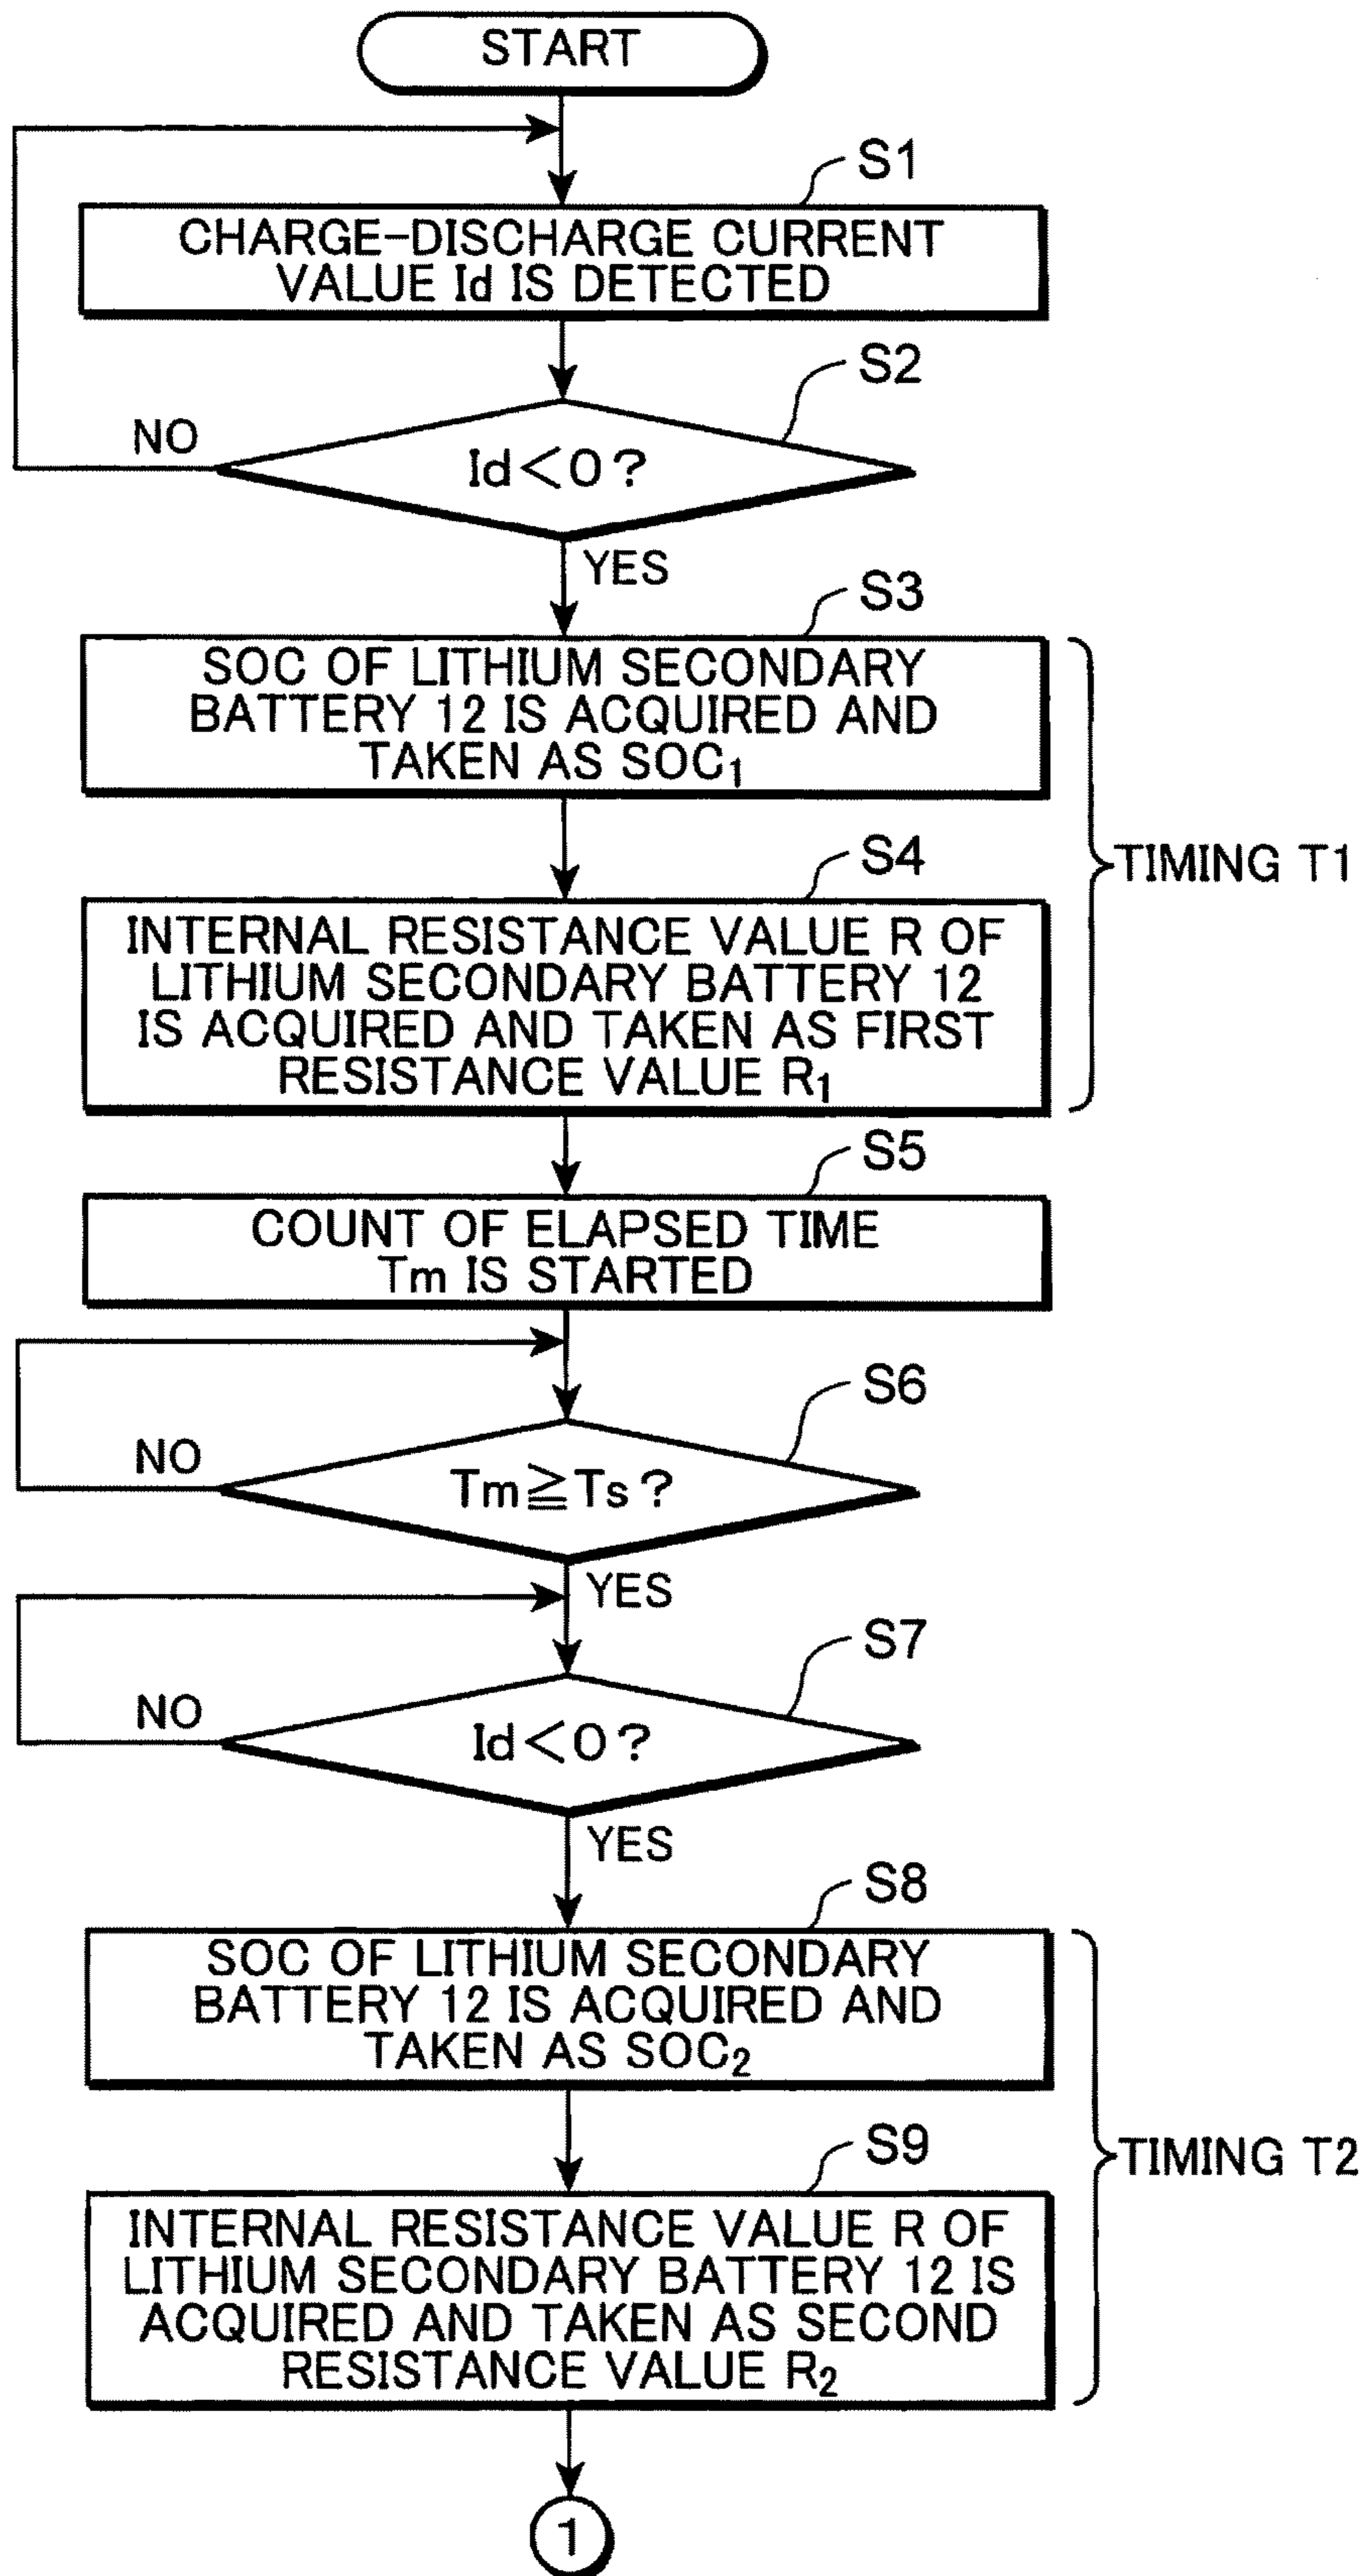 START
S1
CHARGE-DISCHARGE CURRENT
VALUE Id IS DETECTED
S2
NO
Id<0?
YES
S3
SOC OF LITHIUM SECONDARY
BATTERY 12 IS ACQUIRED AND
TAKEN AS SOC₁
S4
TIMING T1
INTERNAL RESISTANCE VALUE R OF
LITHIUM SECONDARY BATTERY 12
IS ACQUIRED AND TAKEN AS FIRST
RESISTANCE VALUE R₁
S5
COUNT OF ELAPSED TIME
Tm IS STARTED
S6
NO
Tm≧Ts?
YES
S7
NO
Id<0?
YES
S8
SOC OF LITHIUM SECONDARY
BATTERY 12 IS ACQUIRED AND
TAKEN AS SOC₂
S9
TIMING T2
INTERNAL RESISTANCE VALUE R OF
LITHIUM SECONDARY BATTERY 12 IS
ACQUIRED AND TAKEN AS SECOND
RESISTANCE VALUE R₂
1